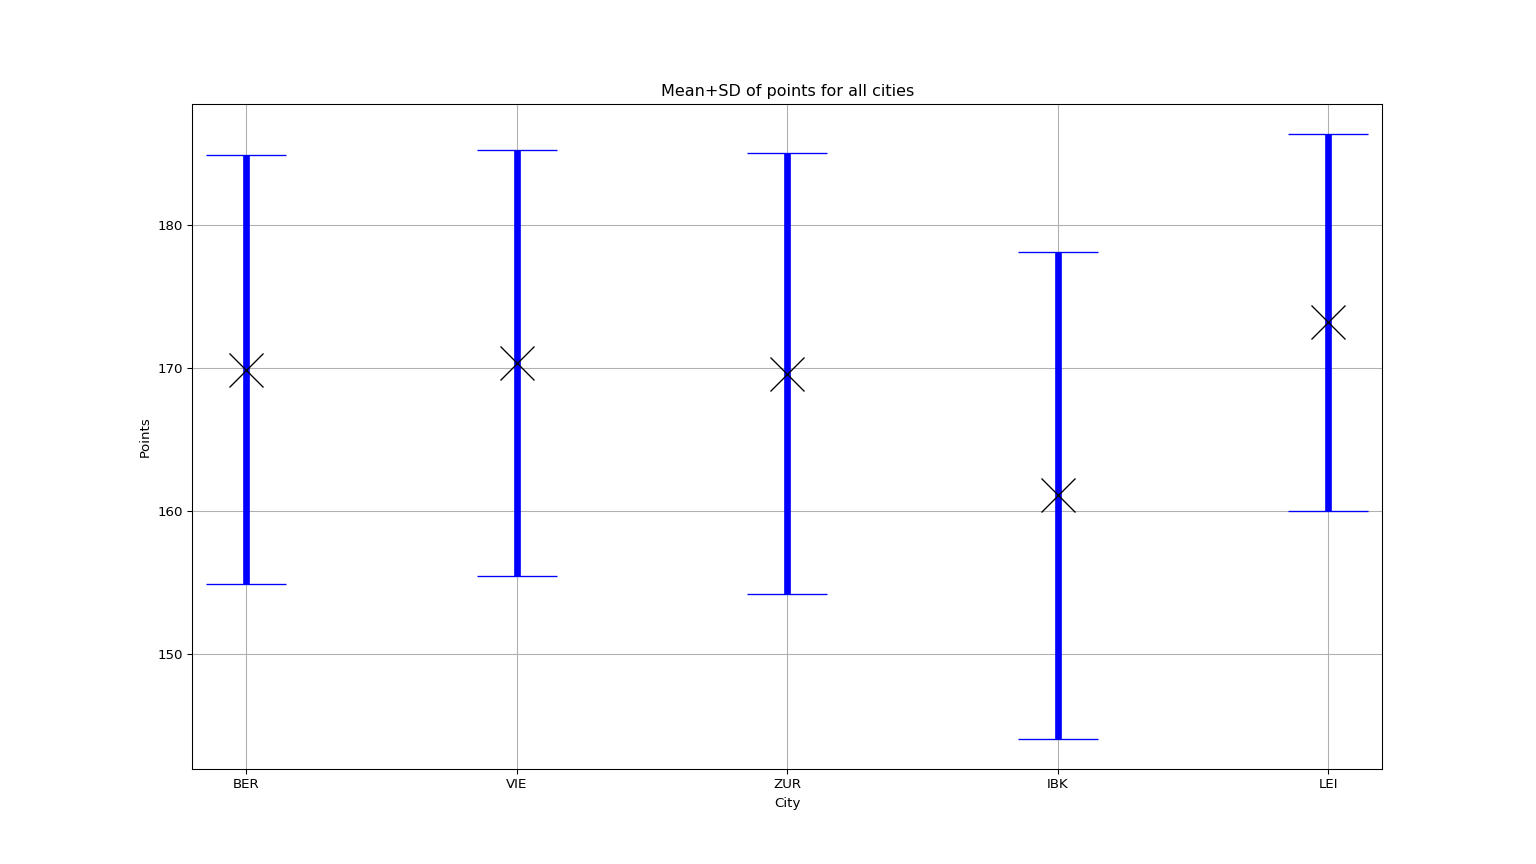 Mean+SD of points for all cities
Points
180
170
160
150
BER VIE ZUR IBK LEI
City